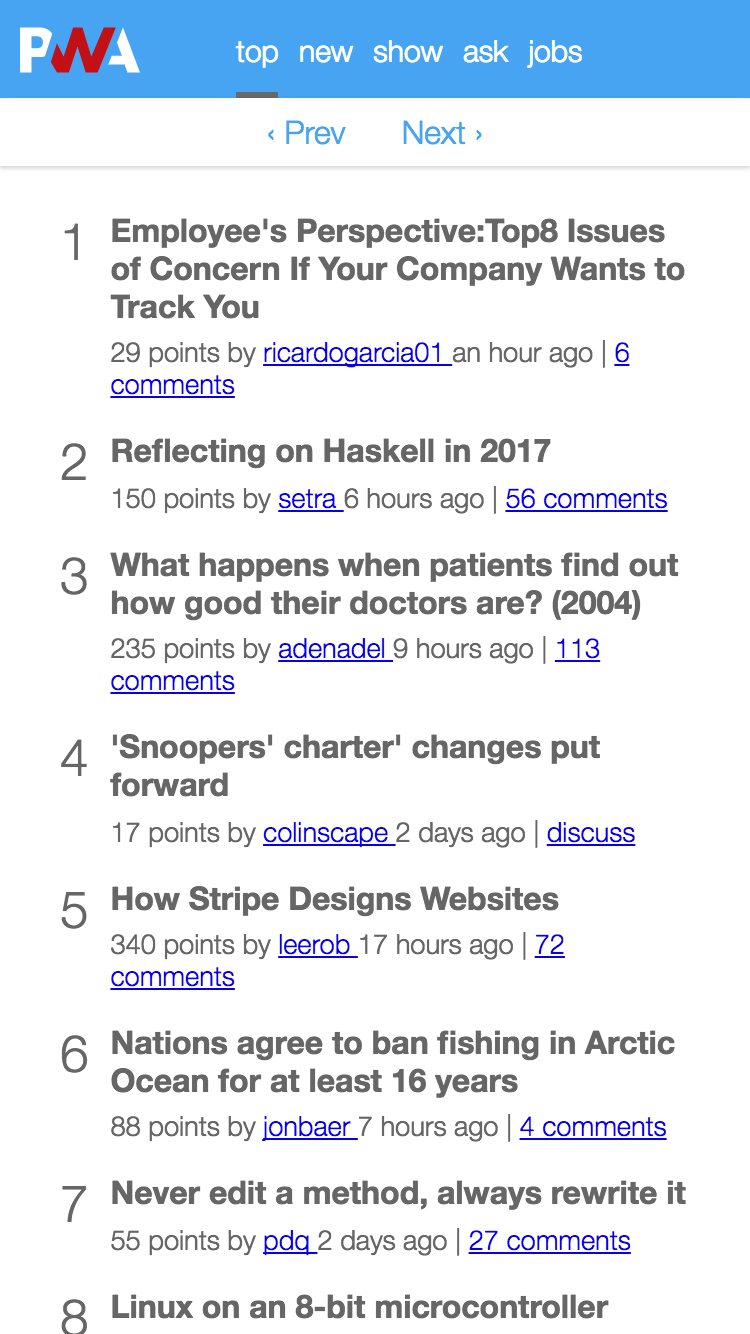 PWA
top new show ask jobs
‹ Prev Next ›
1 Employee's Perspective:Top8 Issues
of Concern If Your Company Wants to
Track You
29 points by ricardogarcia01 an hour ago | 6
comments
2 Reflecting on Haskell in 2017
150 points by setra 6 hours ago | 56 comments
3 What happens when patients find out
how good their doctors are? (2004)
235 points by adenadel 9 hours ago | 113
comments
4 'Snoopers' charter' changes put
forward
17 points by colinscape 2 days ago | discuss
5 How Stripe Designs Websites
340 points by leerob 17 hours ago | 72
comments
6 Nations agree to ban fishing in Arctic
Ocean for at least 16 years
88 points by jonbaer 7 hours ago | 4 comments
7 Never edit a method, always rewrite it
55 points by pdq 2 days ago | 27 comments
8 Linux on an 8-bit microcontroller